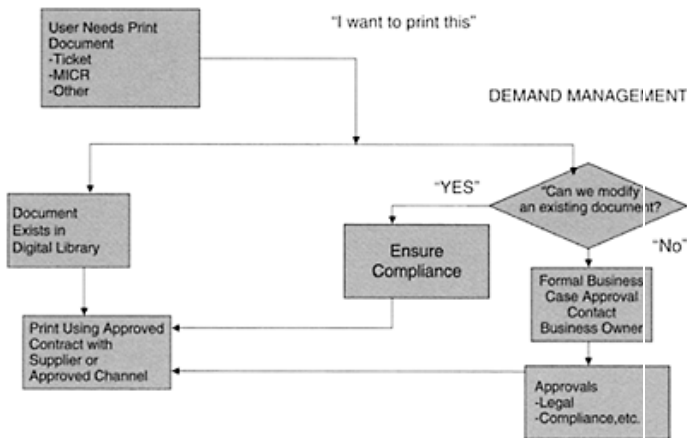 User Needs Print
Document
-Ticket
-MICR
-Other
"I want to print this"
DEMAND MANAGEMENT
Document
Exists in
Digital Library
"YES"
"Can we modify
an existing document?
"No"
Ensure
Compliance
Formal Business
Case Approval
Contact
Business Owner
Print Using Approved
Contract with
Supplier or
Approved Channel
Approvals
-Legal
-Compliance,etc.